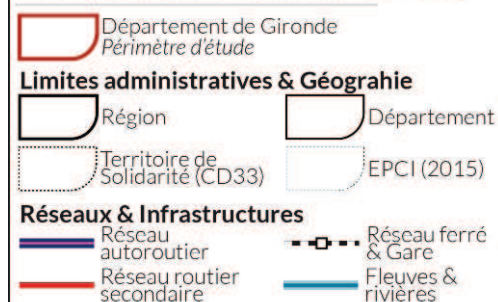 Département de Gironde
Périmètre d'étude
Limites administratives & Géograhie
Région
Département
Territoire de
Solidarité (CD33)
EPCI (2015)
Réseaux & Infrastructures
Réseau
autoroutier
Réseau ferré
& Gare
Réseau routier
secondaire
Fleuves &
rivières